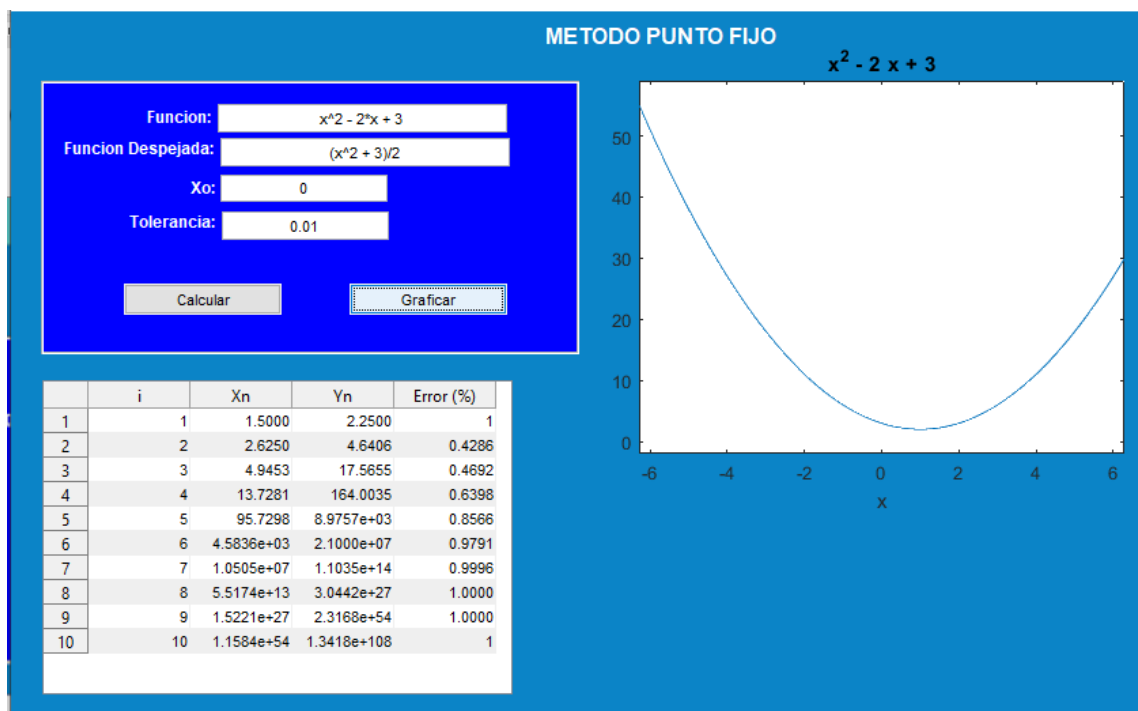 METODO PUNTO FIJO
Funcion: x^2 - 2*x + 3
Funcion Despejada: (x^2 + 3)/2
Xo: 0
Tolerancia: 0.01
Calcular Graficar
x² - 2 x + 3
50
40
30
20
10
0
-6 -4 -2 0 2 4 6
x
i Xn Yn Error (%)
1 1 1.5000 2.2500 1
2 2 2.6250 4.6406 0.4286
3 3 4.9453 17.5655 0.4692
4 4 13.7281 164.0035 0.6398
5 5 95.7298 8.9757e+03 0.8566
6 6 4.5836e+03 2.1000e+07 0.9791
7 7 1.0505e+07 1.1035e+14 0.9996
8 8 5.5174e+13 3.0442e+27 1.0000
9 9 1.5221e+27 2.3168e+54 1.0000
10 10 1.1584e+54 1.3418e+108 1